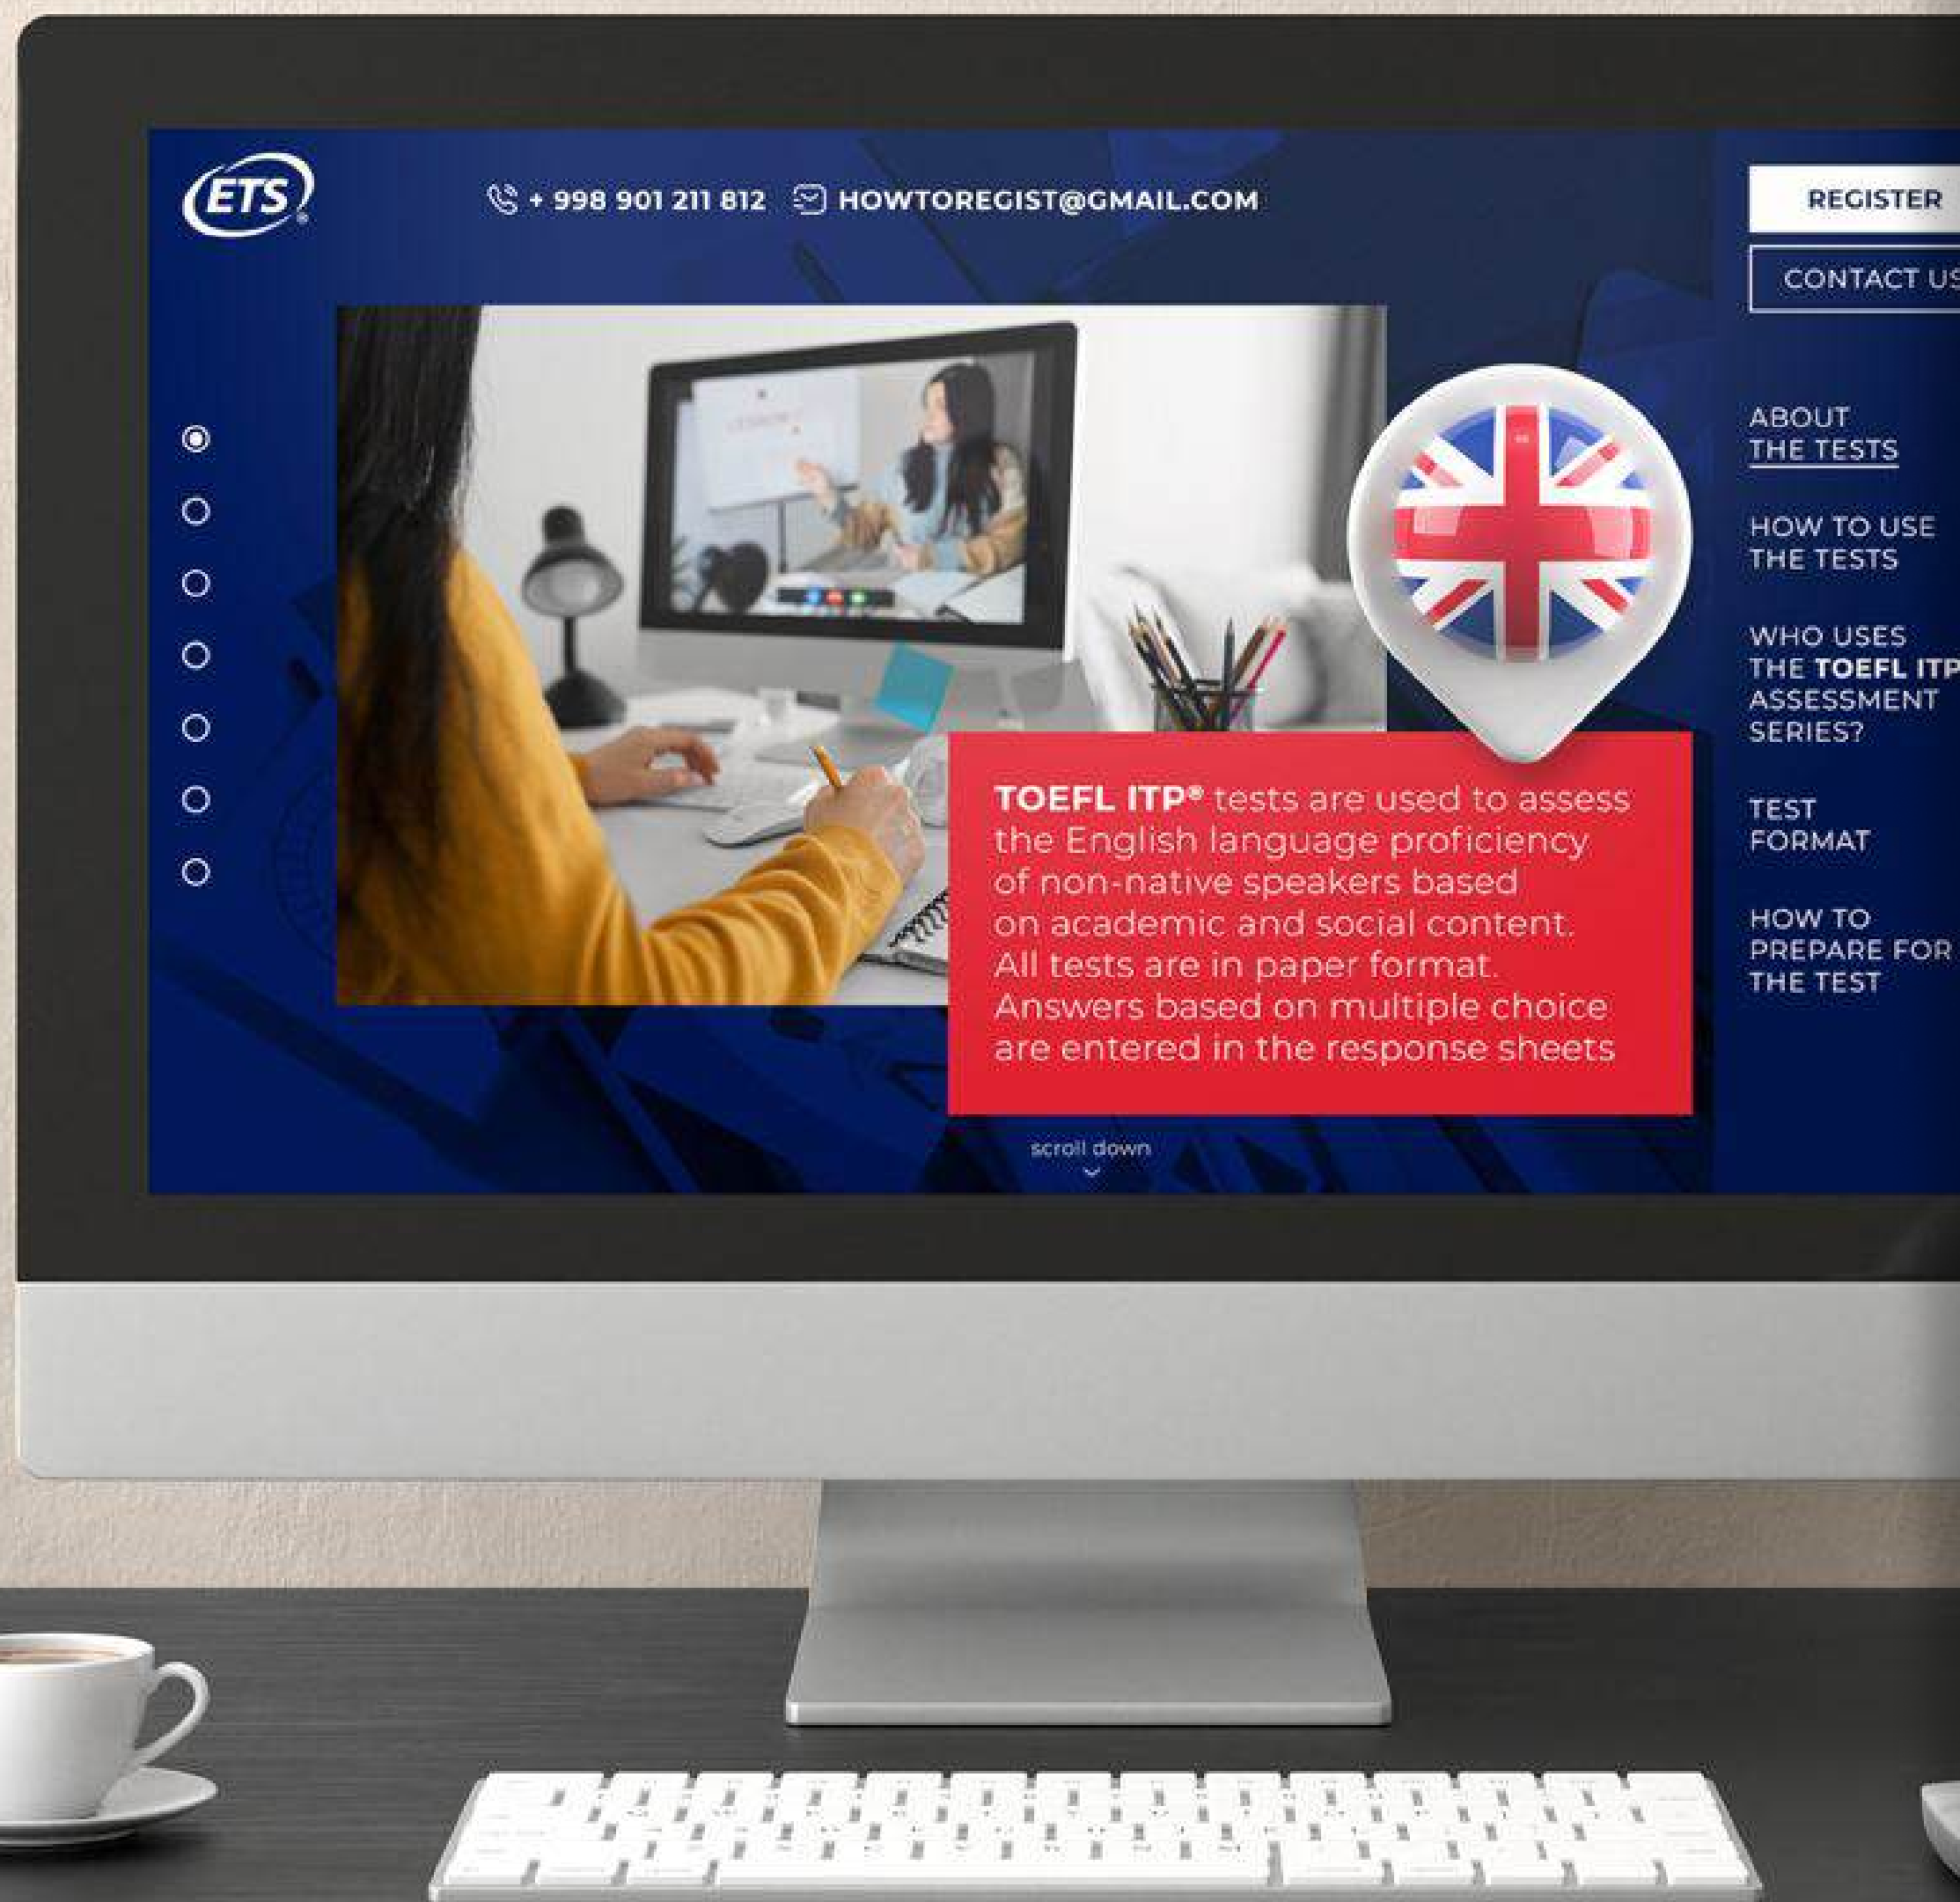 ETS®
+ 998 901 211 812
HOWTOREGIST@GMAIL.COM
REGISTER
CONTACT US
ABOUT
THE TESTS
HOW TO USE
THE TESTS
WHO USES
THE TOEFL ITP
ASSESSMENT
SERIES?
TEST
FORMAT
HOW TO
PREPARE FOR
THE TEST
TOEFL ITP® tests are used to assess
the English language proficiency
of non-native speakers based
on academic and social content.
All tests are in paper format.
Answers based on multiple choice
are entered in the response sheets
scroll down